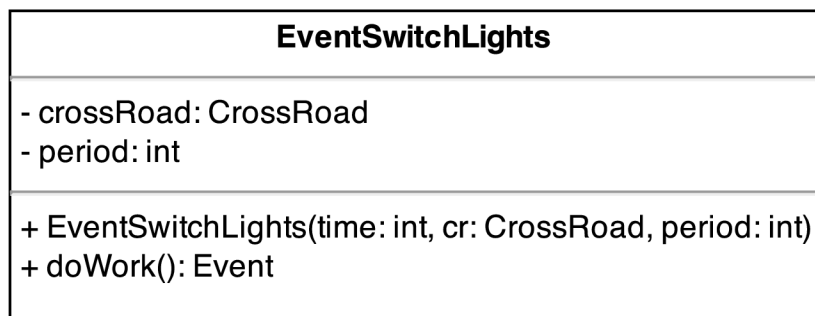 EventSwitchLights
- crossRoad: CrossRoad
- period: int
+ EventSwitchLights(time: int, cr: CrossRoad, period: int)
+ doWork(): Event